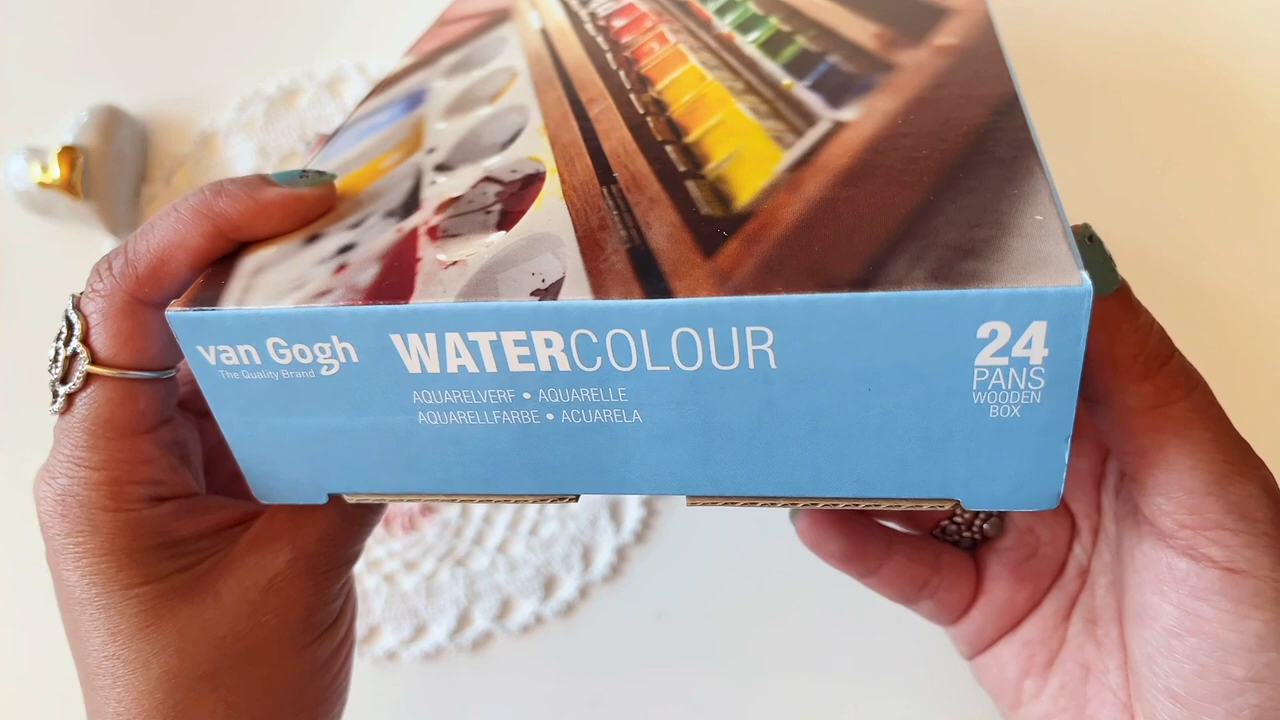 van Gogh
The Quality Brand
WATERCOLOUR
AQUARELVERF • AQUARELLE
AQUARELLFARBE • ACUARELA
24
PANS
WOODEN
BOX